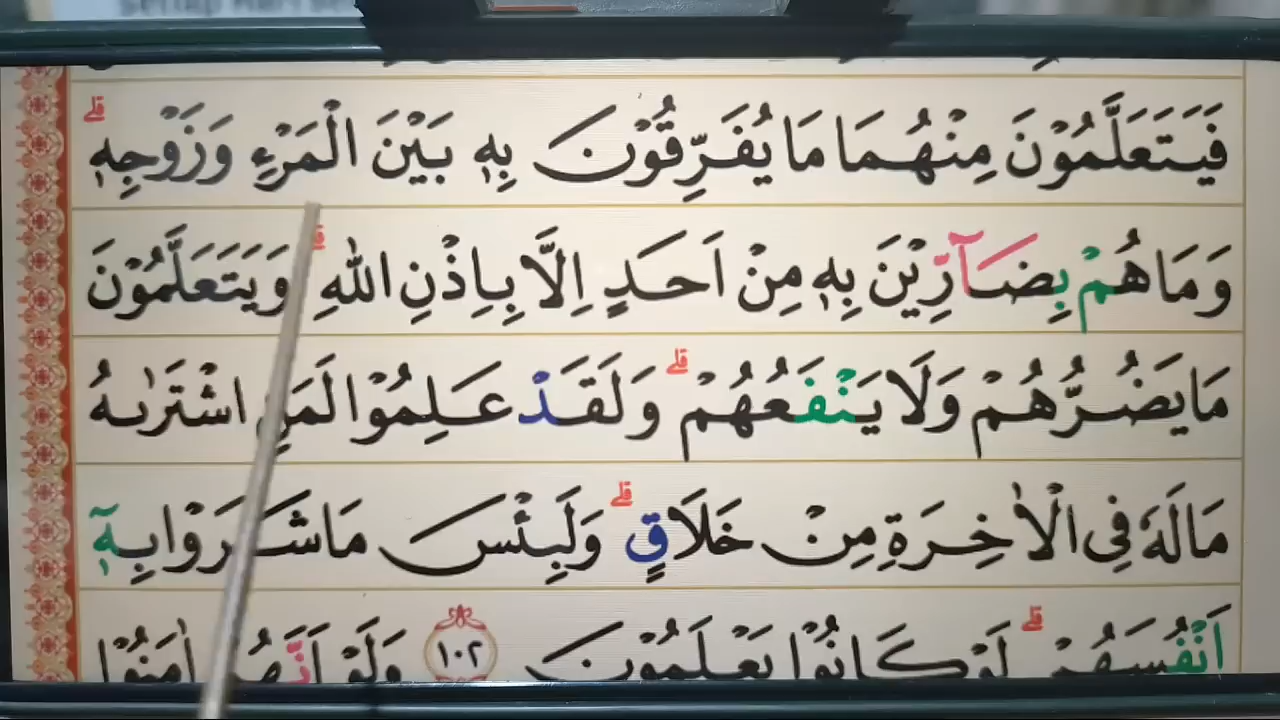 فَيَتَعَلَّمُوْنَ مِنْهُمَا مَا يُفَرِّقُوْنَ بِهٖ بَيْنَ الْمَرْءِ وَزَوْجِهٖ ۗ
وَمَا هُمْ بِضَاۤرِّيْنَ بِهٖ مِنْ اَحَدٍ اِلَّا بِاِذْنِ اللّٰهِ ۗ وَيَتَعَلَّمُوْنَ
مَا يَضُرُّهُمْ وَلَا يَنْفَعُهُمْ ۗ وَلَقَدْ عَلِمُوْا لَمَنِ اشْتَرٰىهُ
مَا لَهٗ فِى الْاٰخِرَةِ مِنْ خَلَاقٍ ۗ وَلَبِئْسَ مَا شَرَوْا بِهٖٓ
اَنْفُسَهُمْ ۗ لَوْ كَانُوْا يَعْلَمُوْنَ ١٠٢ وَلَوْ اَنَّهُمْ اٰمَنُوْا